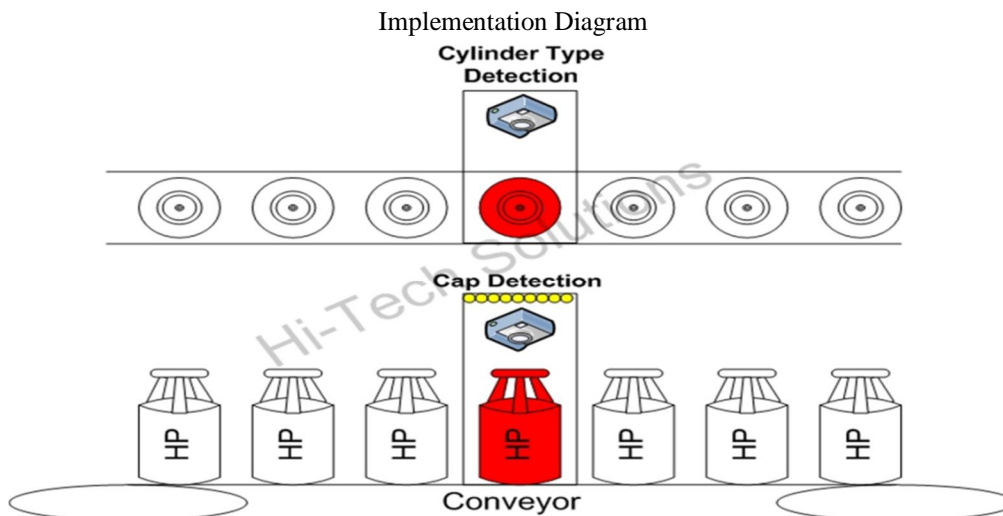 Implementation Diagram
Cylinder Type
Detection
Hi-Tech Solutions
Cap Detection
HP
HP
HP
HP
HP
HP
HP
Conveyor